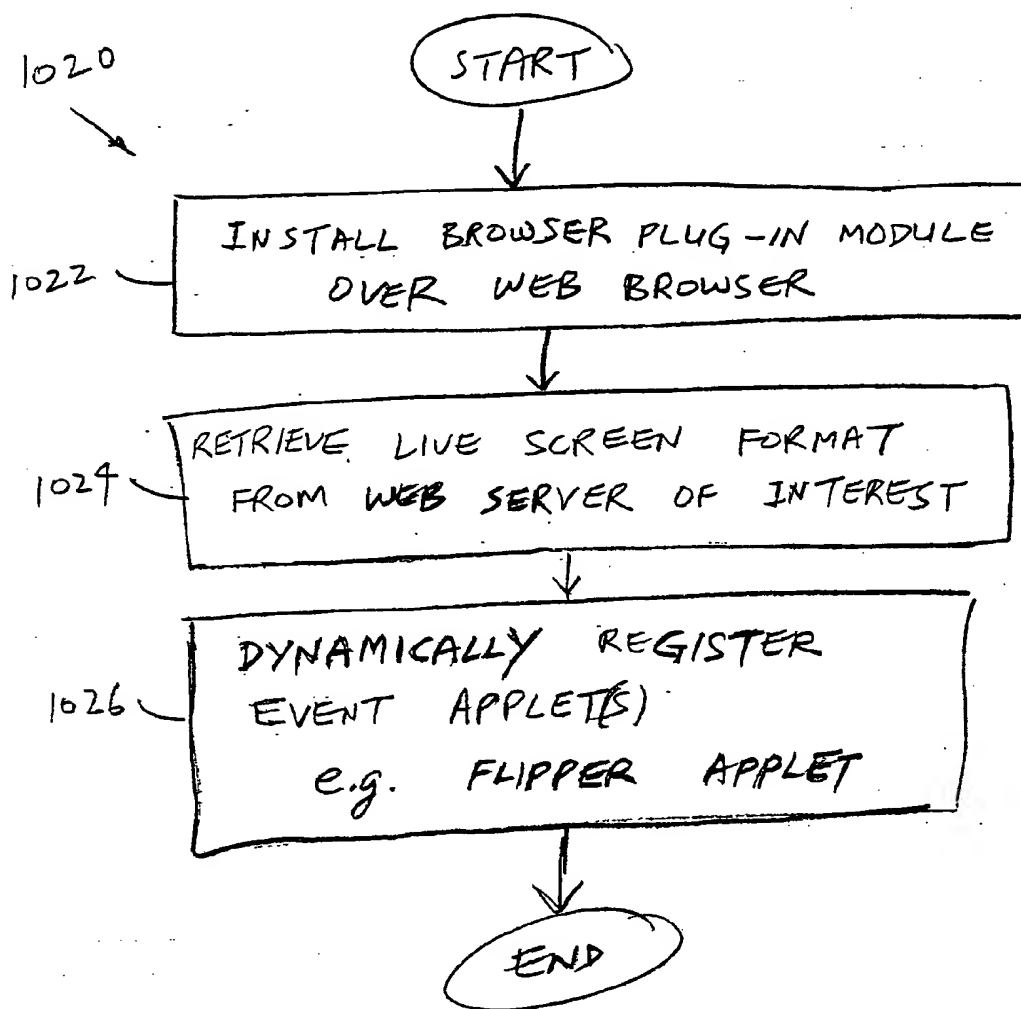 1020
START
1022
INSTALL BROWSER PLUG-IN MODULE
OVER WEB BROWSER
1024
RETRIEVE LIVE SCREEN FORMAT
FROM WEB SERVER OF INTEREST
1026
DYNAMICALLY REGISTER
EVENT APPLET(S)
e.g. FLIPPER APPLET
END